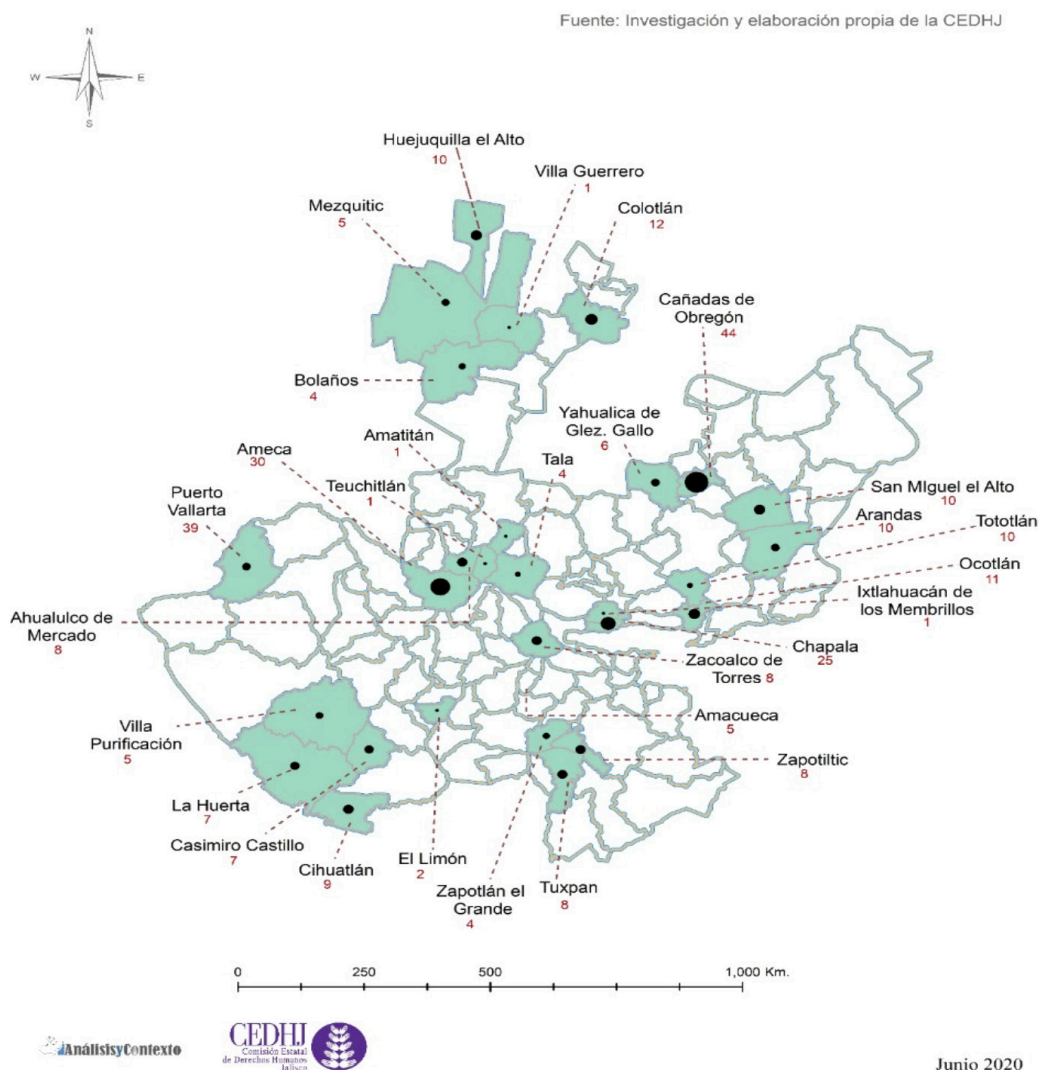 Fuente: Investigación y elaboración propia de la CEDHJ
N
W
E
S
Huejuquilla el Alto
10
Villa Guerrero
1
Mezquitic
5
Colotlán
12
Cañadas de
Obregón
44
Bolaños
4
Yahualica de
Glez. Gallo
6
Amatitán
1
Ameca
30
Tala
4
Teuchitlán
1
Puerto
Vallarta
39
San MIguel el Alto
10
Arandas
10
Tototlán
10
Ocotlán
11
Ixtlahuacán de
los Membrillos
1
Ahualulco de
Mercado
8
Chapala
25
Zacoalco de
Torres 8
Amacueca
5
Villa
Purificación
5
Zapotiltic
8
La Huerta
7
Casimiro Castillo
7
Cihuatlán
9
El Limón
2
Zapotlán el
Grande
4
Tuxpan
8
0 250 500 1,000 Km.
AnálisisyContexto
CEDHJ
Comisión Estatal
de Derechos Humanos
Jalisco
Junio 2020